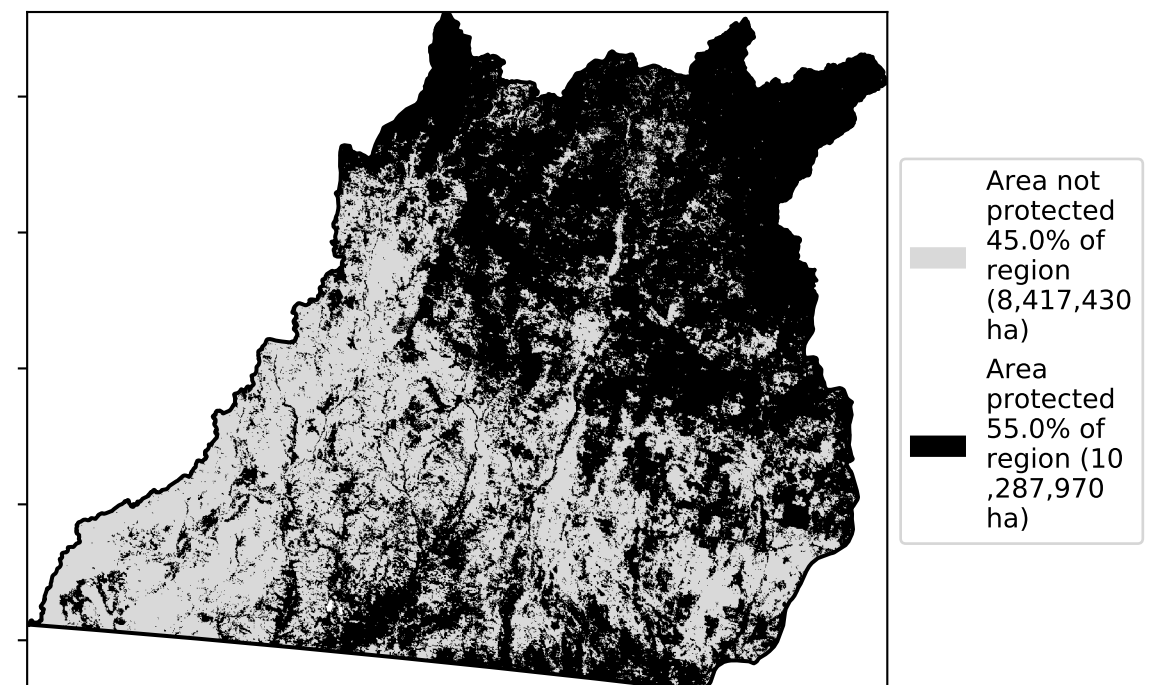 Area not
protected
45.0% of
region
(8,417,430
ha)
Area
protected
55.0% of
region (10
,287,970
ha)